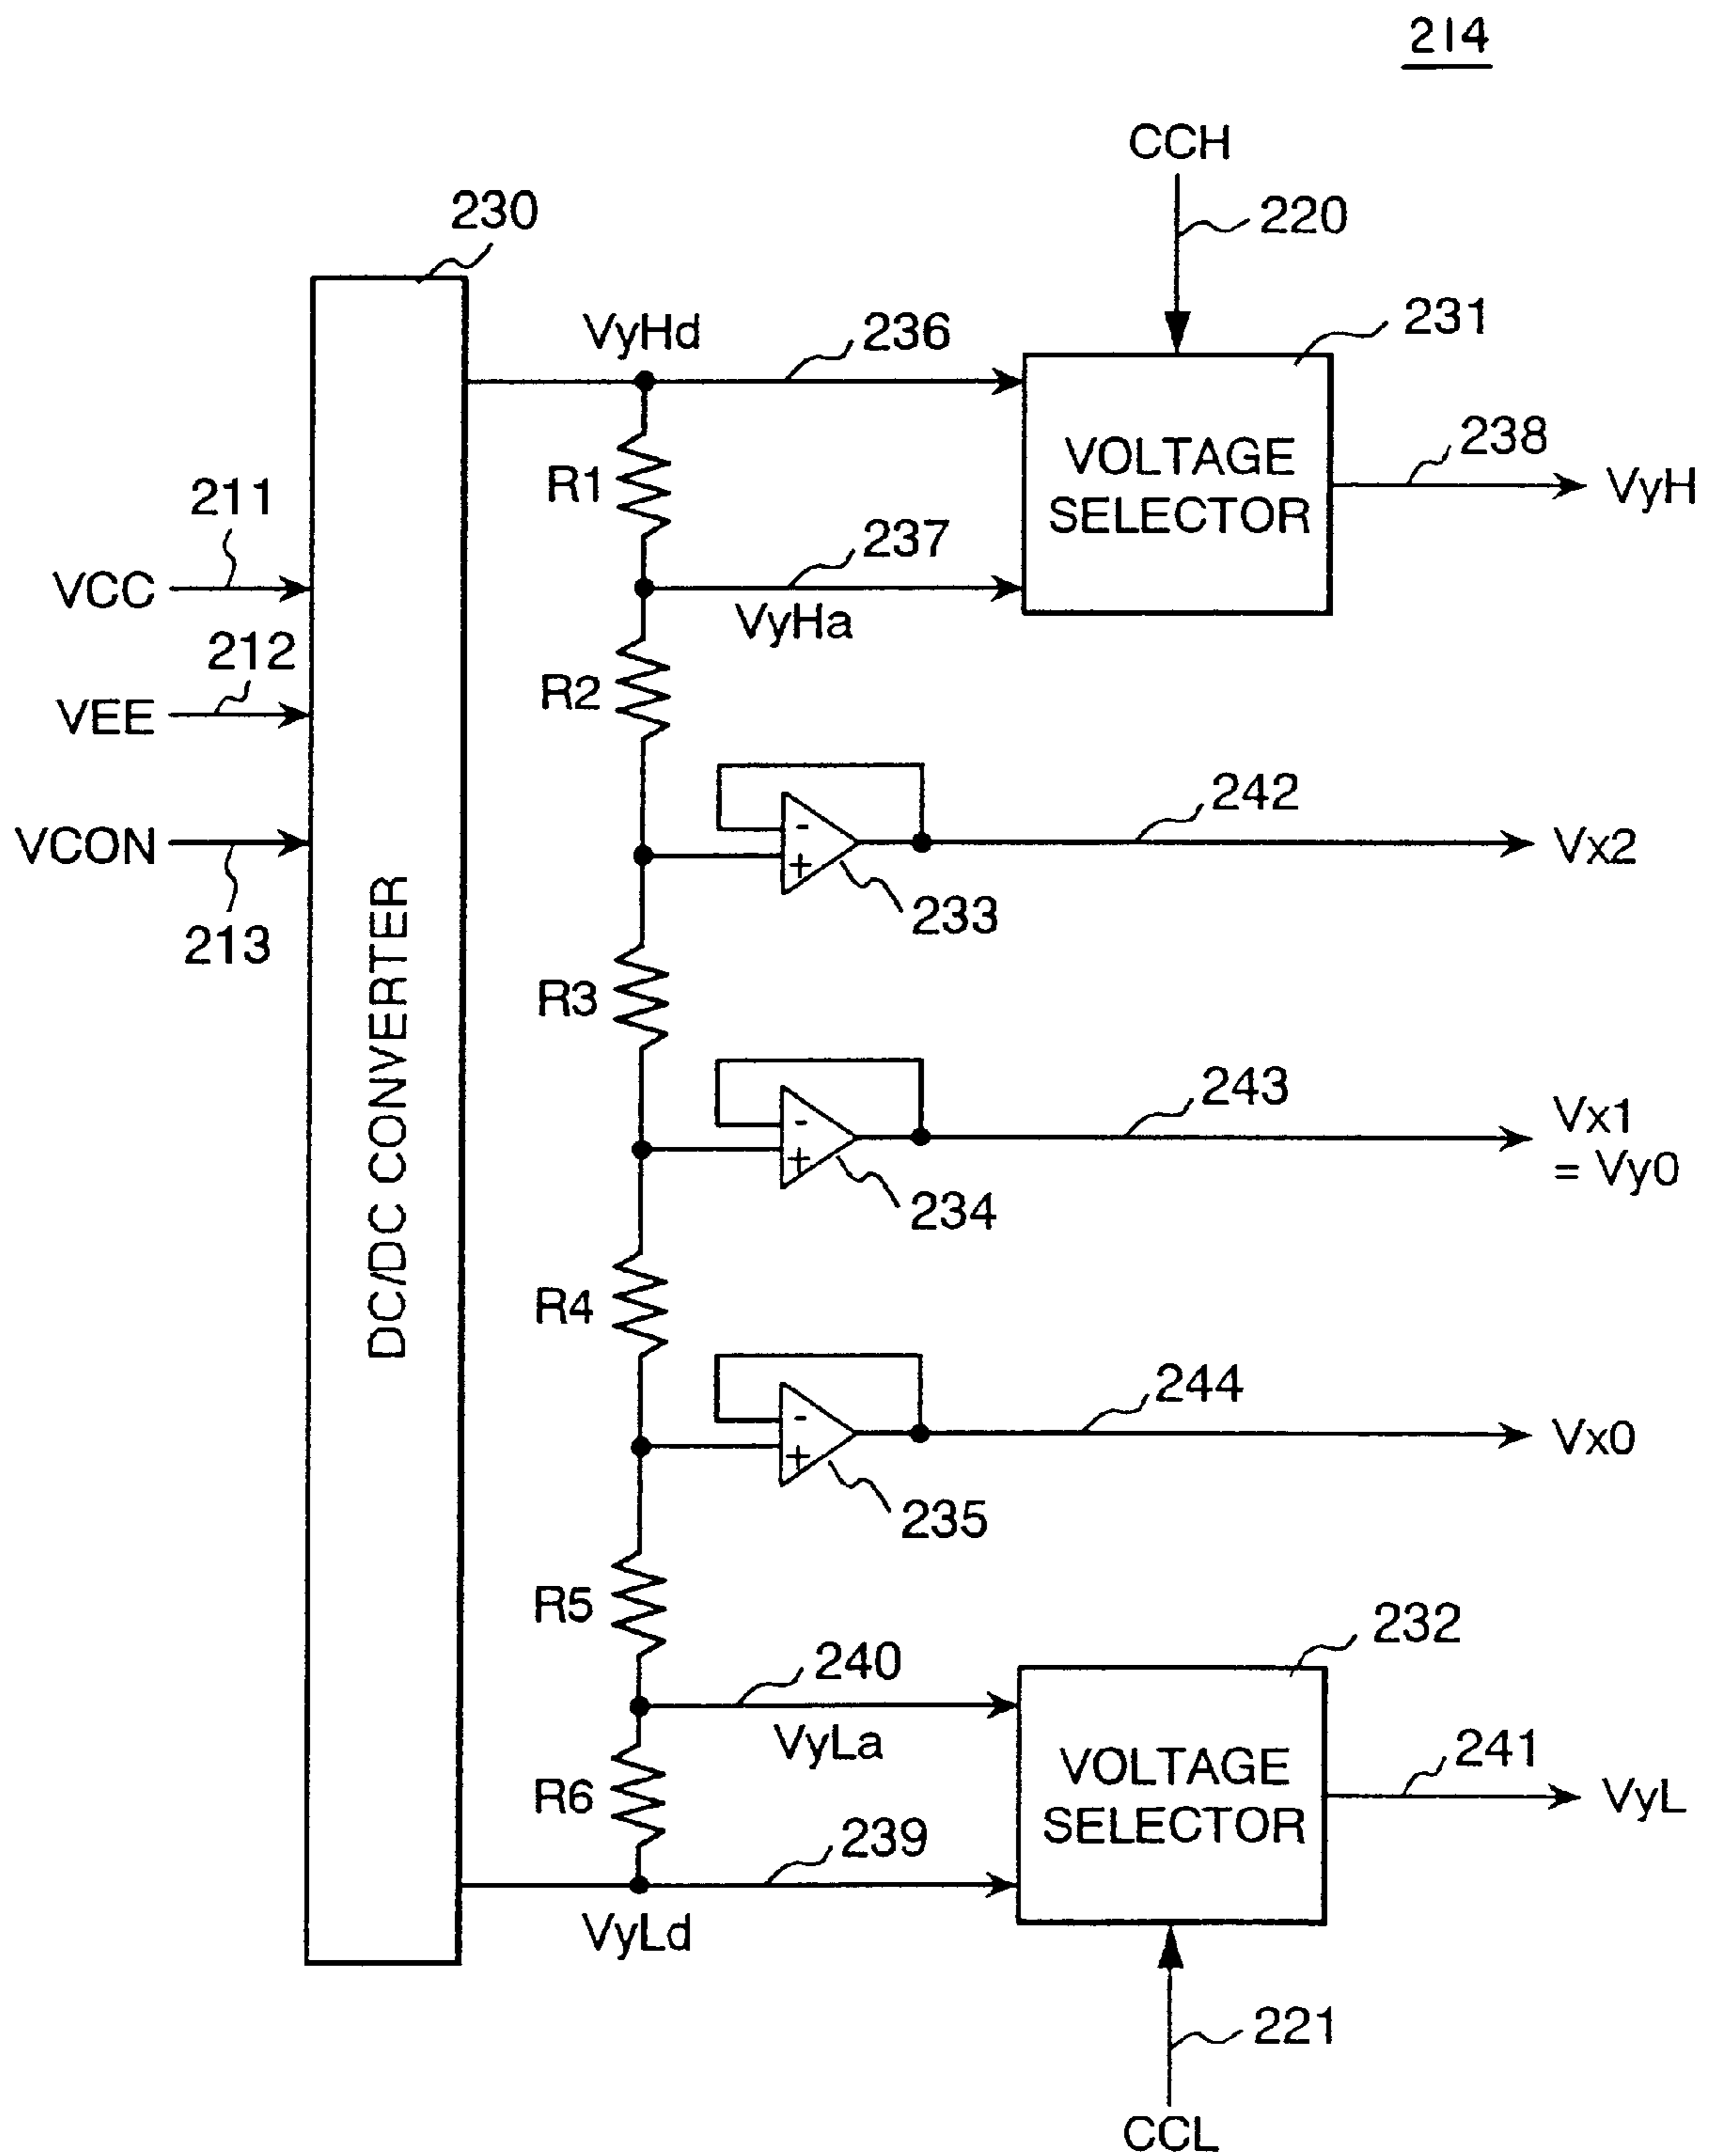 214
CCH
220
230
VyHd
236
231
VOLTAGE
SELECTOR
238
VyH
R1
211
VCC
237
VyHa
212
VEE
R2
VCON
213
242
Vx2
-
+
233
DC/DC CONVERTER
R3
243
Vx1
= Vy0
-
+
234
R4
244
Vx0
-
+
235
R5
232
240
VyLa
VOLTAGE
SELECTOR
241
VyL
R6
239
VyLd
221
CCL